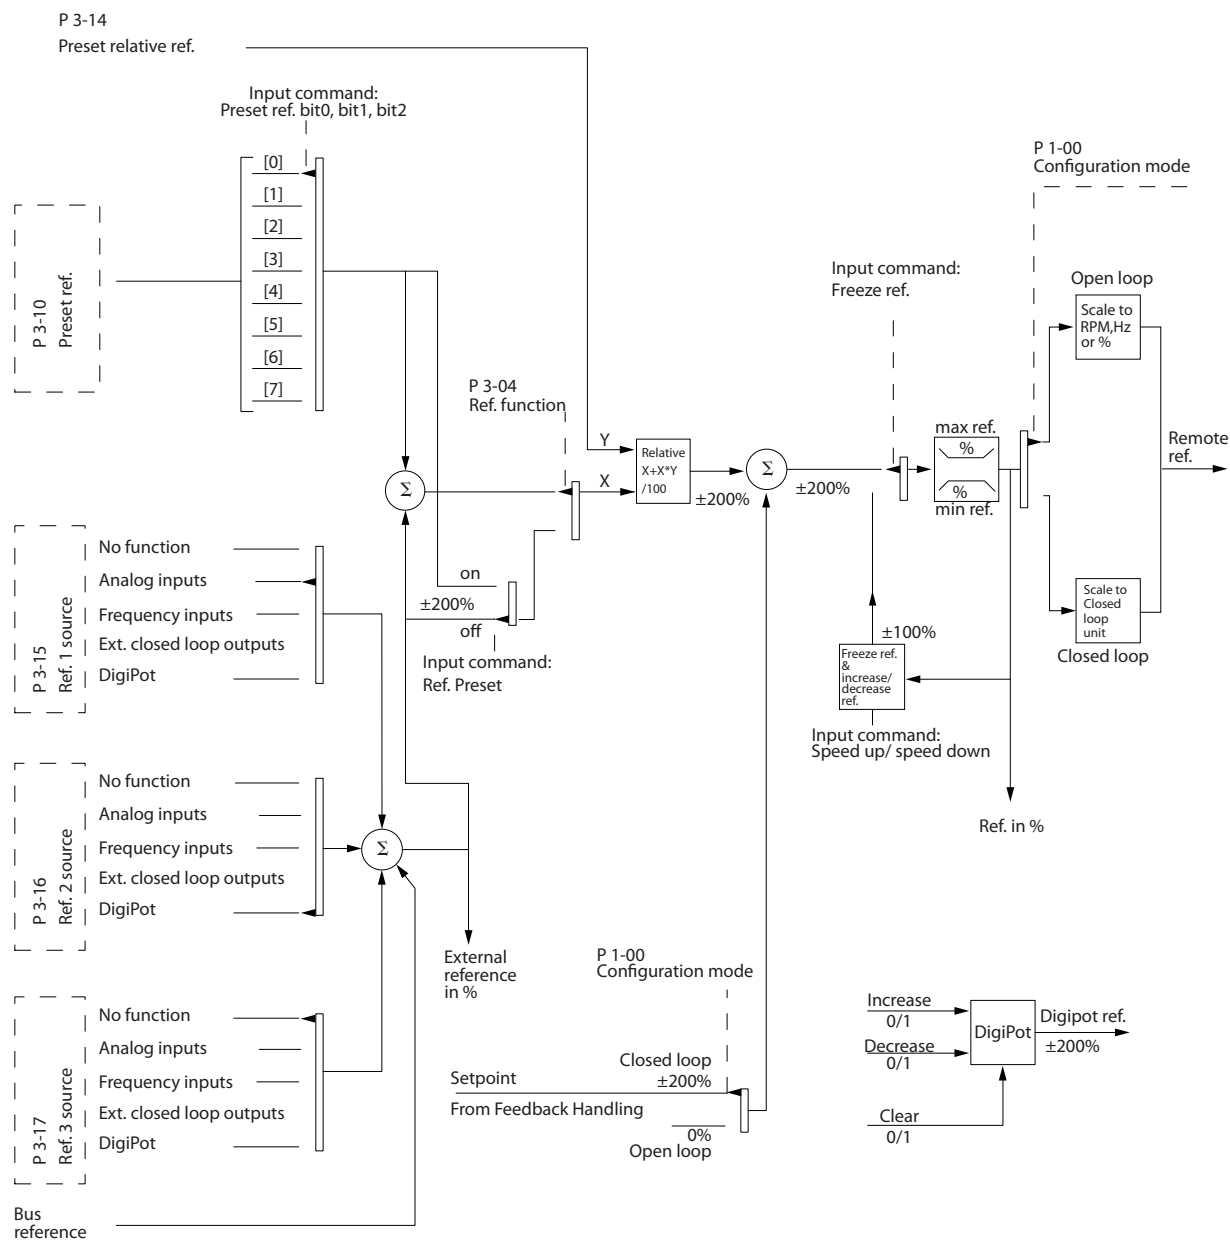 P 3-14
Preset relative ref.
Input command:
Preset ref. bit0, bit1, bit2
[0]
[1]
[2]
[3]
[4]
[5]
[6]
[7]
P 3-10
Preset ref.
P 1-00
Configuration mode
Input command:
Freeze ref.
Open loop
Scale to
RPM,Hz
or %
P 3-04
Ref. function
Y
X
Relative
X+X*Y
/100
±200%
Σ
±200%
max ref.
%
%
min ref.
Remote
ref.
Σ
P 3-15
Ref. 1 source
No function
Analog inputs
Frequency inputs
Ext. closed loop outputs
DigiPot
on
±200%
off
Input command:
Ref. Preset
Scale to
Closed
loop
unit
Closed loop
±100%
Freeze ref.
&
increase/
decrease
ref.
Input command:
Speed up/ speed down
Ref. in %
P 3-16
Ref. 2 source
No function
Analog inputs
Frequency inputs
Ext. closed loop outputs
DigiPot
Σ
External
reference
in %
P 3-17
Ref. 3 source
No function
Analog inputs
Frequency inputs
Ext. closed loop outputs
DigiPot
Bus
reference
P 1-00
Configuration mode
Closed loop
±200%
Setpoint
From Feedback Handling
0%
Open loop
Increase
0/1
Decrease
0/1
Clear
0/1
DigiPot
Digipot ref.
±200%